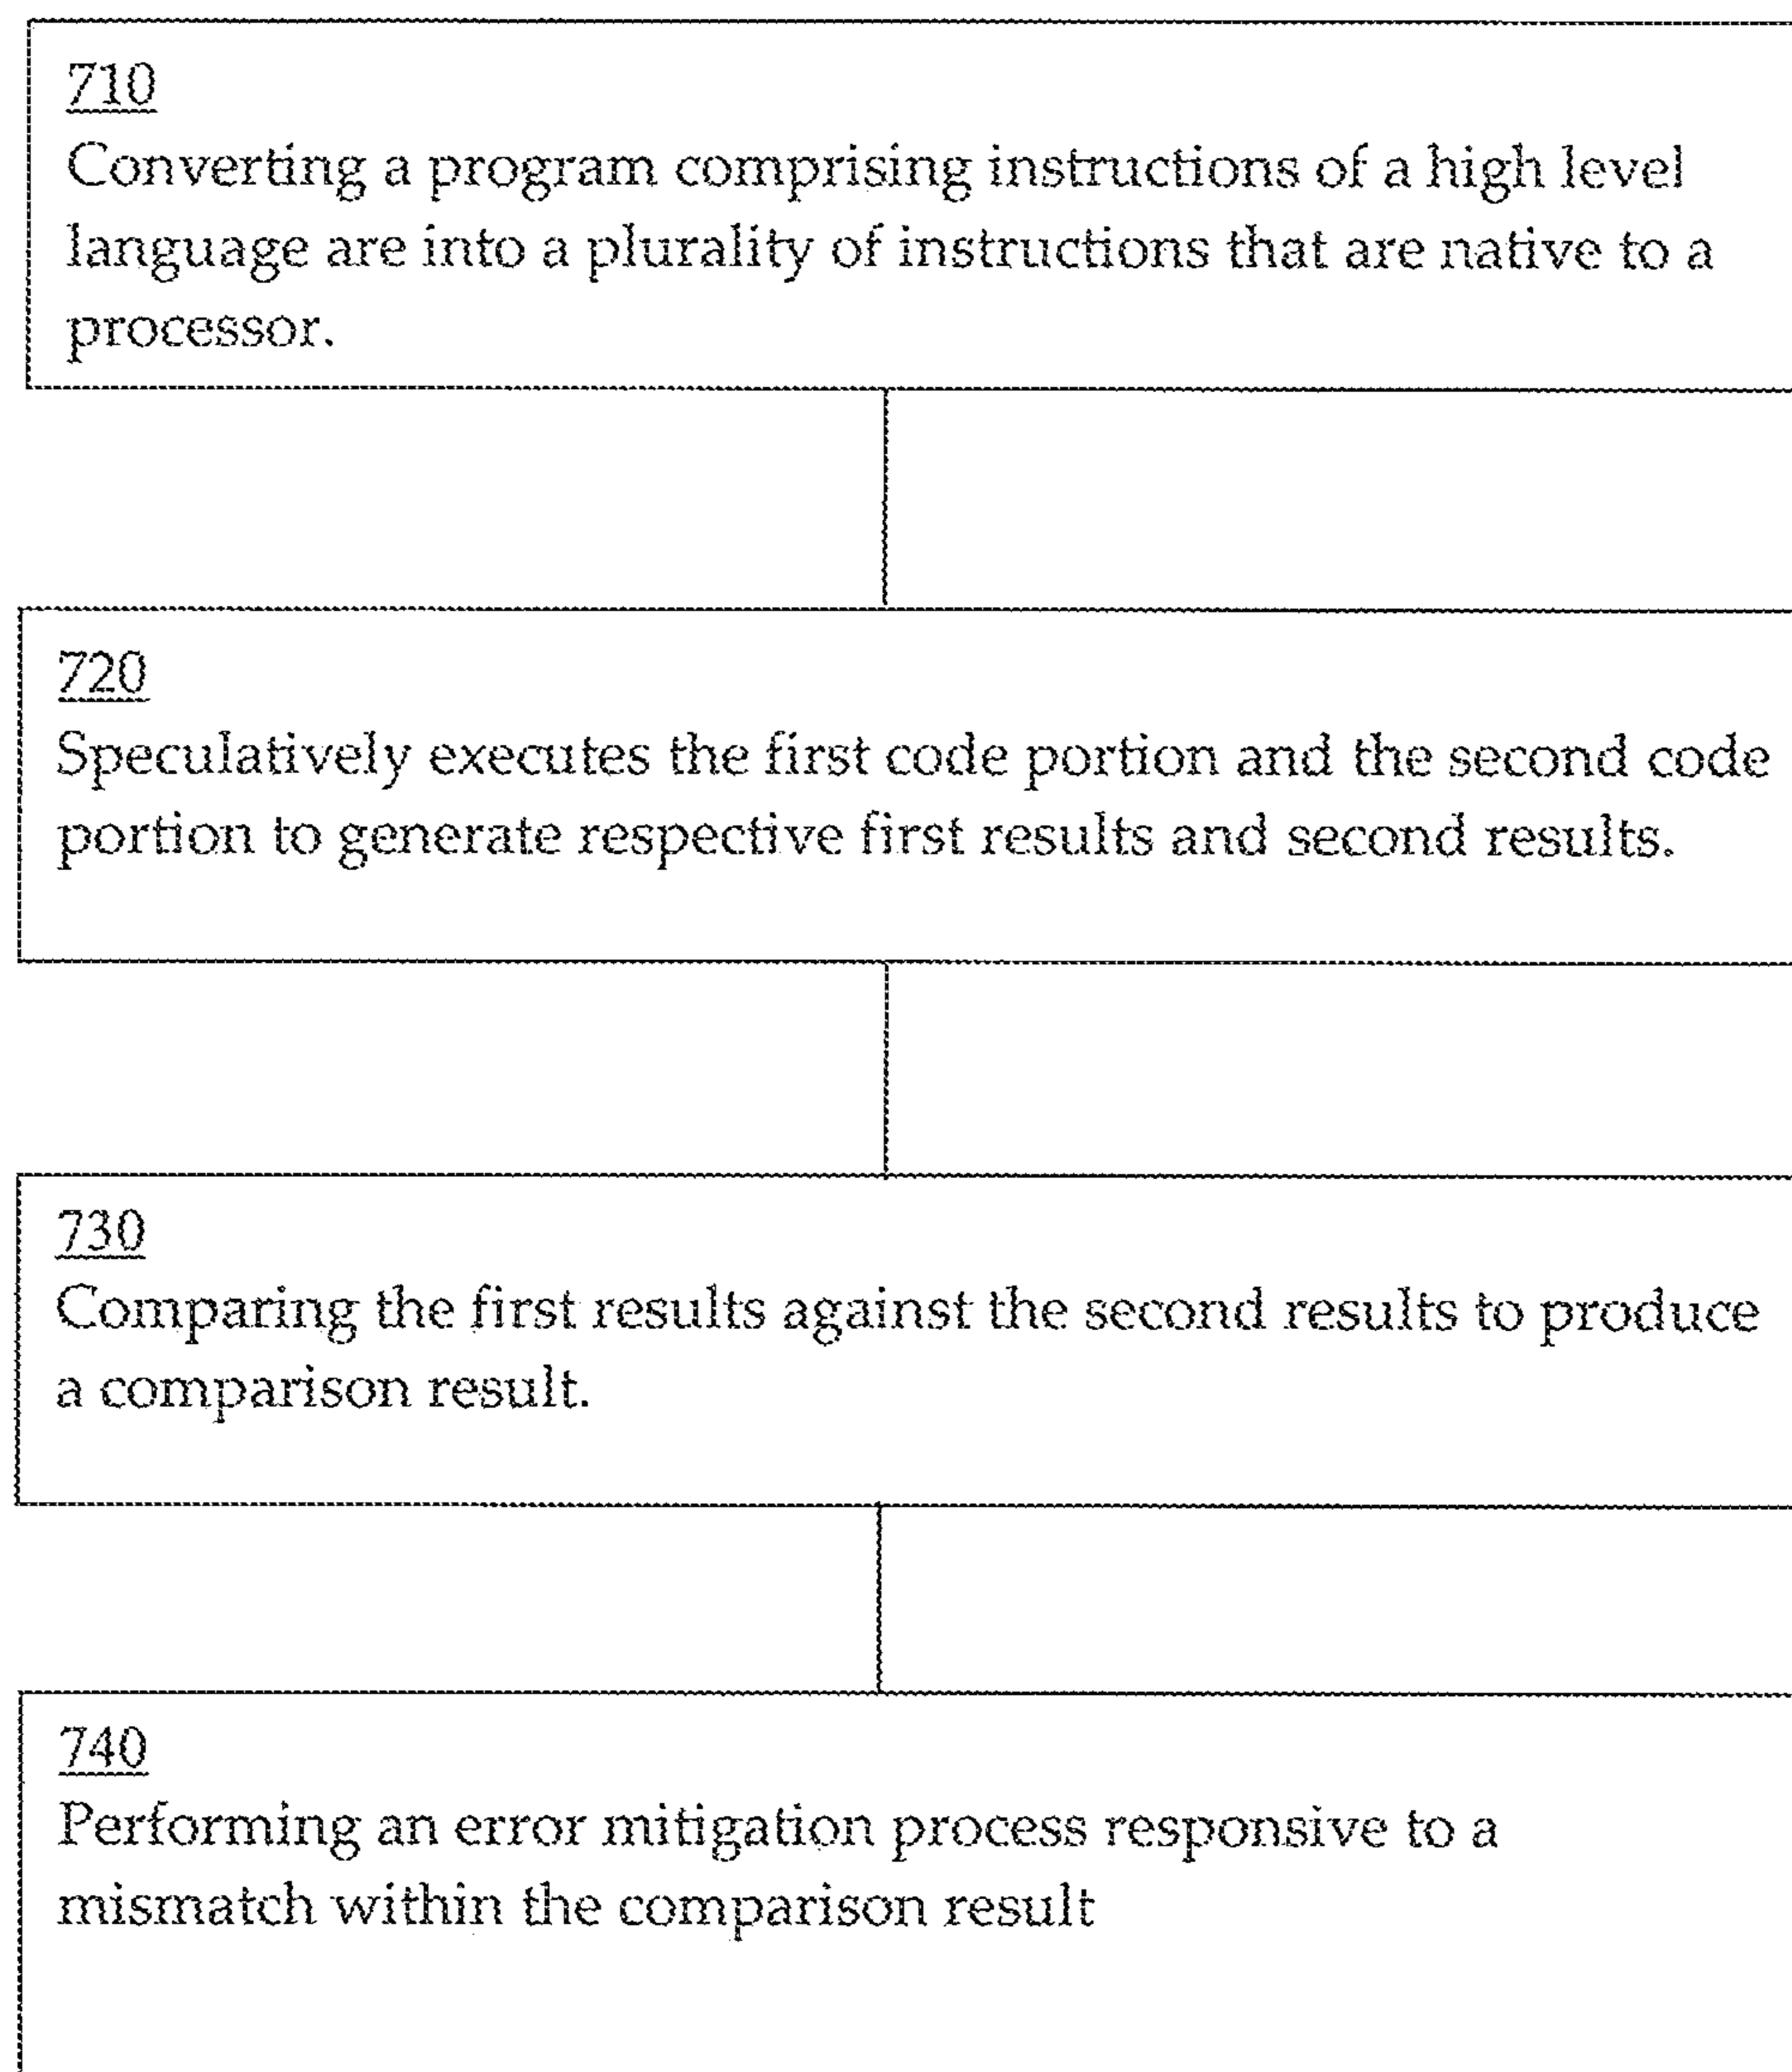 710
Converting a program comprising instructions of a high level
language are into a plurality of instructions that are native to a
processor.
720
Speculatively executes the first code portion and the second code
portion to generate respective first results and second results.
730
Comparing the first results against the second results to produce
a comparison result.
740
Performing an error mitigation process responsive to a
mismatch within the comparison result